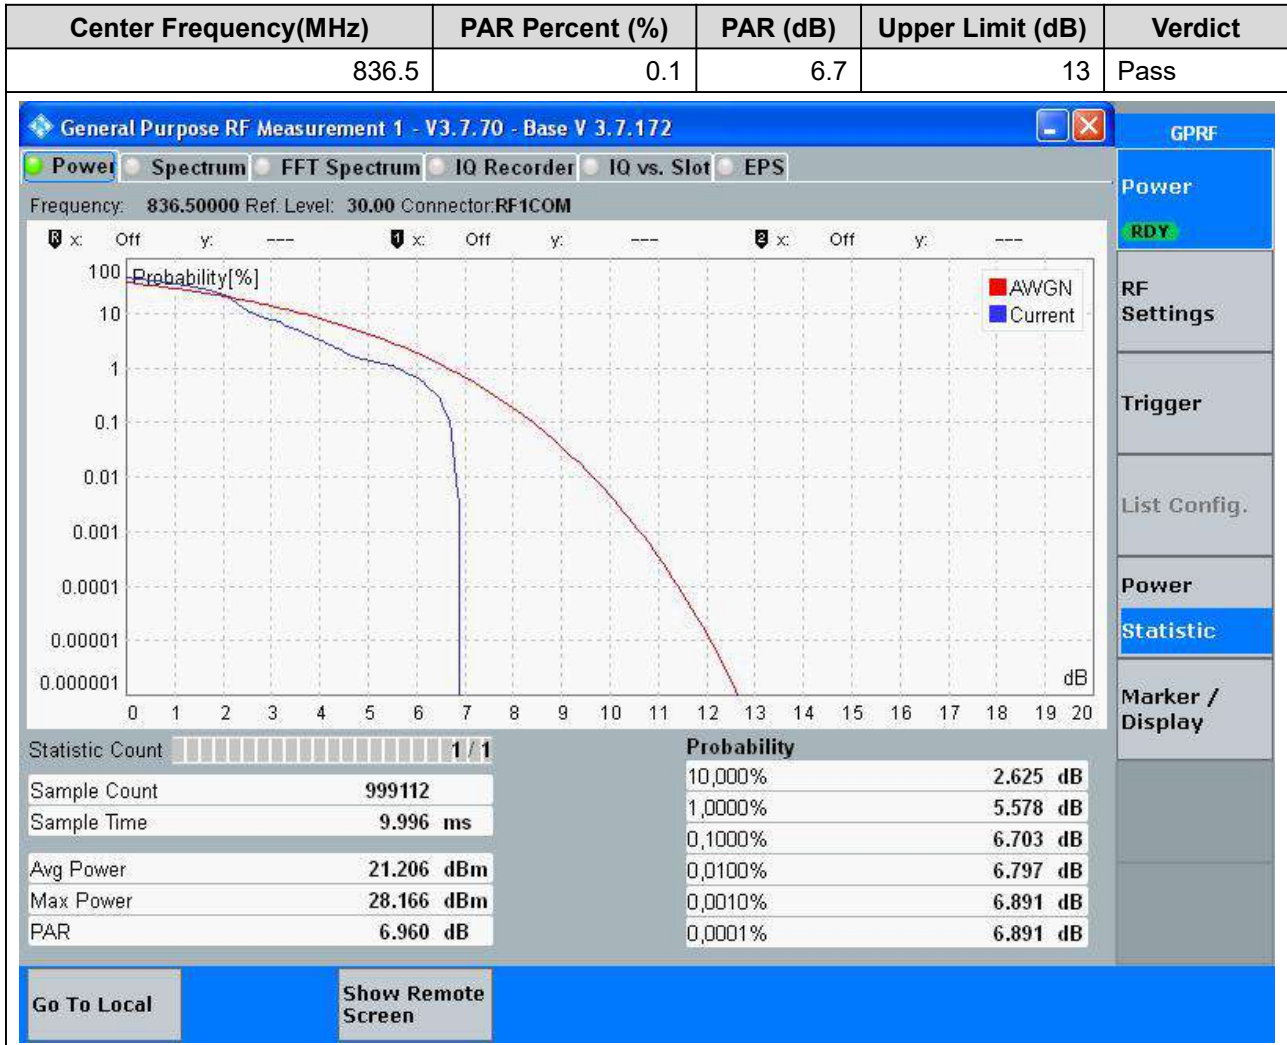 Center Frequency(MHz) PAR Percent (%) PAR (dB) Upper Limit (dB) Verdict
836.5 0.1 6.7 13 Pass
General Purpose RF Measurement 1 - V3.7.70 - Base V 3.7.172
GPRF
Power Spectrum FFT Spectrum IQ Recorder IQ vs. Slot EPS
Power
RDY
Frequency: 836.50000 Ref. Level: 30.00 Connector:RF1COM
R x: Off y: --- 1 x: Off y: --- 2 x: Off y: ---
Probability[%]
AWGN
Current
100
10
1
0.1
0.01
0.001
0.0001
0.00001
0.000001
dB
0 1 2 3 4 5 6 7 8 9 10 11 12 13 14 15 16 17 18 19 20
RF
Settings
Trigger
List Config.
Power
Statistic
Marker /
Display
Statistic Count 1 / 1
Sample Count 999112
Sample Time 9.996 ms
Avg Power 21.206 dBm
Max Power 28.166 dBm
PAR 6.960 dB
Probability
10,000% 2.625 dB
1,0000% 5.578 dB
0,1000% 6.703 dB
0,0100% 6.797 dB
0,0010% 6.891 dB
0,0001% 6.891 dB
Go To Local
Show Remote
Screen